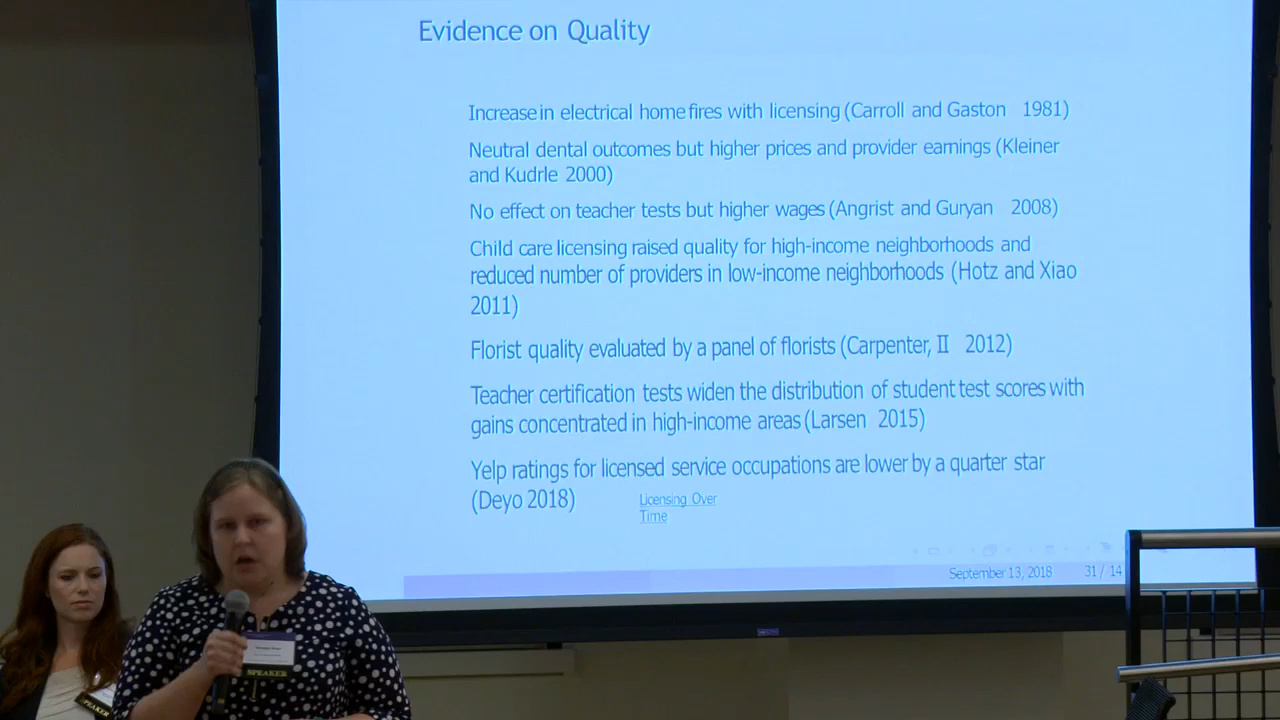 Evidence on Quality
Increase in electrical home fires with licensing (Carroll and Gaston 1981)
Neutral dental outcomes but higher prices and provider earnings (Kleiner
and Kudrle 2000)
No effect on teacher tests but higher wages (Angrist and Guryan 2008)
Child care licensing raised quality for high-income neighborhoods and
reduced number of providers in low-income neighborhoods (Hotz and Xiao
2011)
Florist quality evaluated by a panel of florists (Carpenter, II 2012)
Teacher certification tests widen the distribution of student test scores with
gains concentrated in high-income areas (Larsen 2015)
Yelp ratings for licensed service occupations are lower by a quarter star
(Deyo 2018)
Licensing Over
Time
September 13, 2018 31 / 14
SPEAKER
SPEAKER